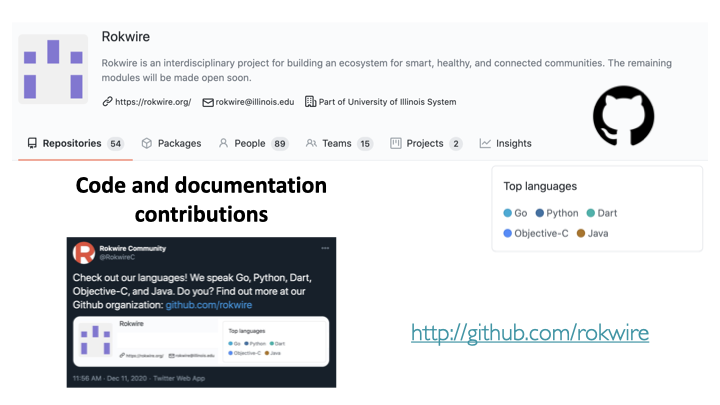 Rokwire
Rokwire is an interdisciplinary project for building an ecosystem for smart, healthy, and connected communities. The remaining
modules will be made open soon.
https://rokwire.org/ rokwire@illinois.edu Part of University of Illinois System
Repositories 54 Packages People 89 Teams 15 Projects 2 Insights
Code and documentation
contributions
Top languages
Go Python Dart
Objective-C Java
Rokwire Community
@RokwireC
Check out our languages! We speak Go, Python, Dart,
Objective-C, and Java. Do you? Find out more at our
Github organization: github.com/rokwire
Rokwire
https://rokwire.org/ rokwire@illinois.edu
Top languages
Go Python Dart
Objective-C Java
11:56 AM · Dec 11, 2020 · Twitter Web App
http://github.com/rokwire